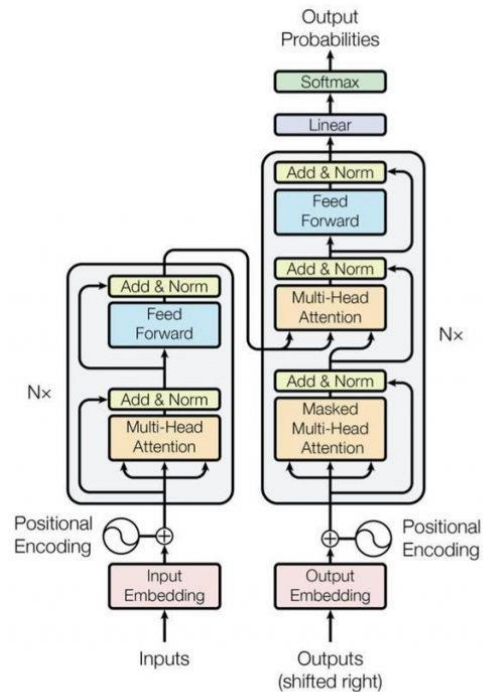 Output
Probabilities
Softmax
Linear
Add & Norm
Feed
Forward
Add & Norm
Multi-Head
Attention
Nx
Add & Norm
Masked
Multi-Head
Attention
Positional
Encoding
Output
Embedding
Outputs
(shifted right)
Add & Norm
Feed
Forward
Nx
Add & Norm
Multi-Head
Attention
Positional
Encoding
Input
Embedding
Inputs